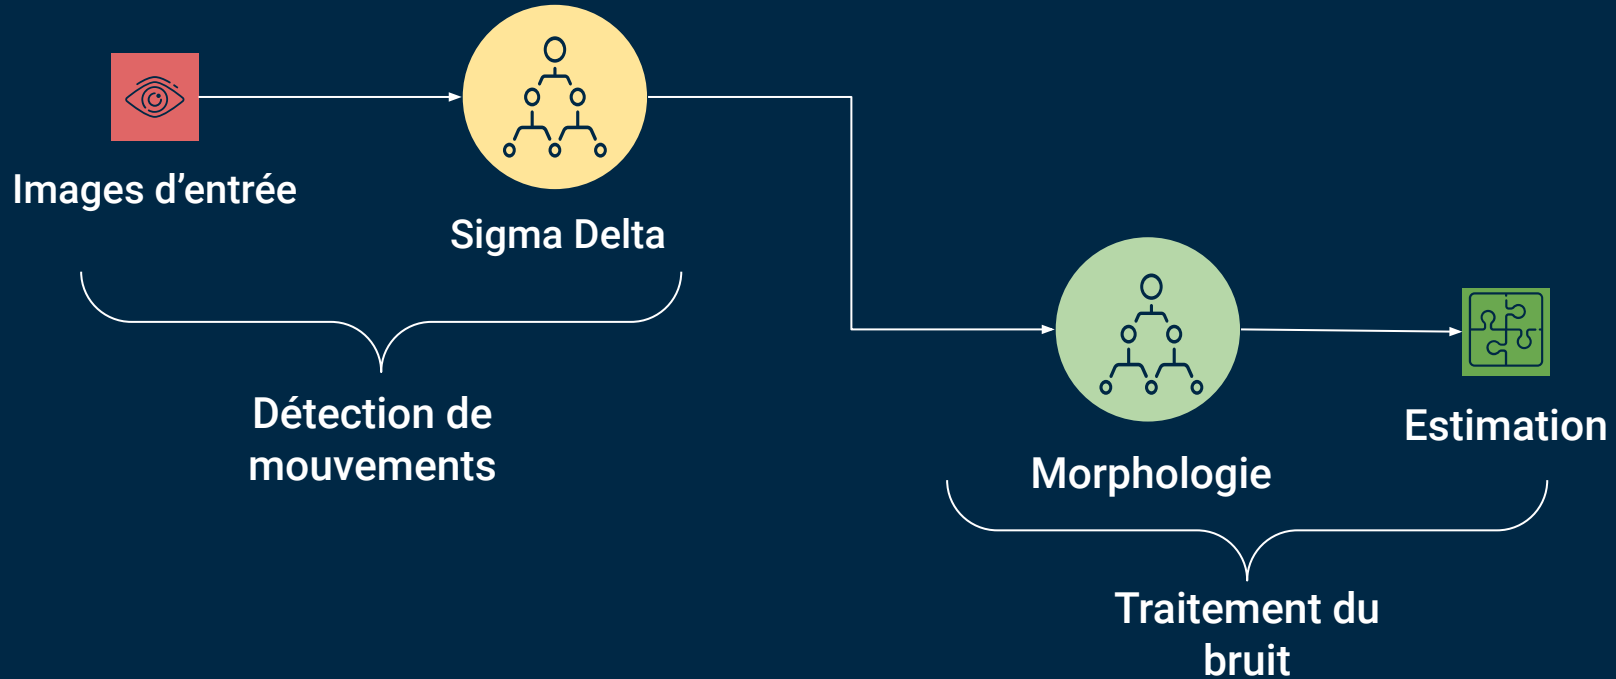 Images d’entrée
Sigma Delta
Détection de
mouvements
Morphologie
Estimation
Traitement du
bruit